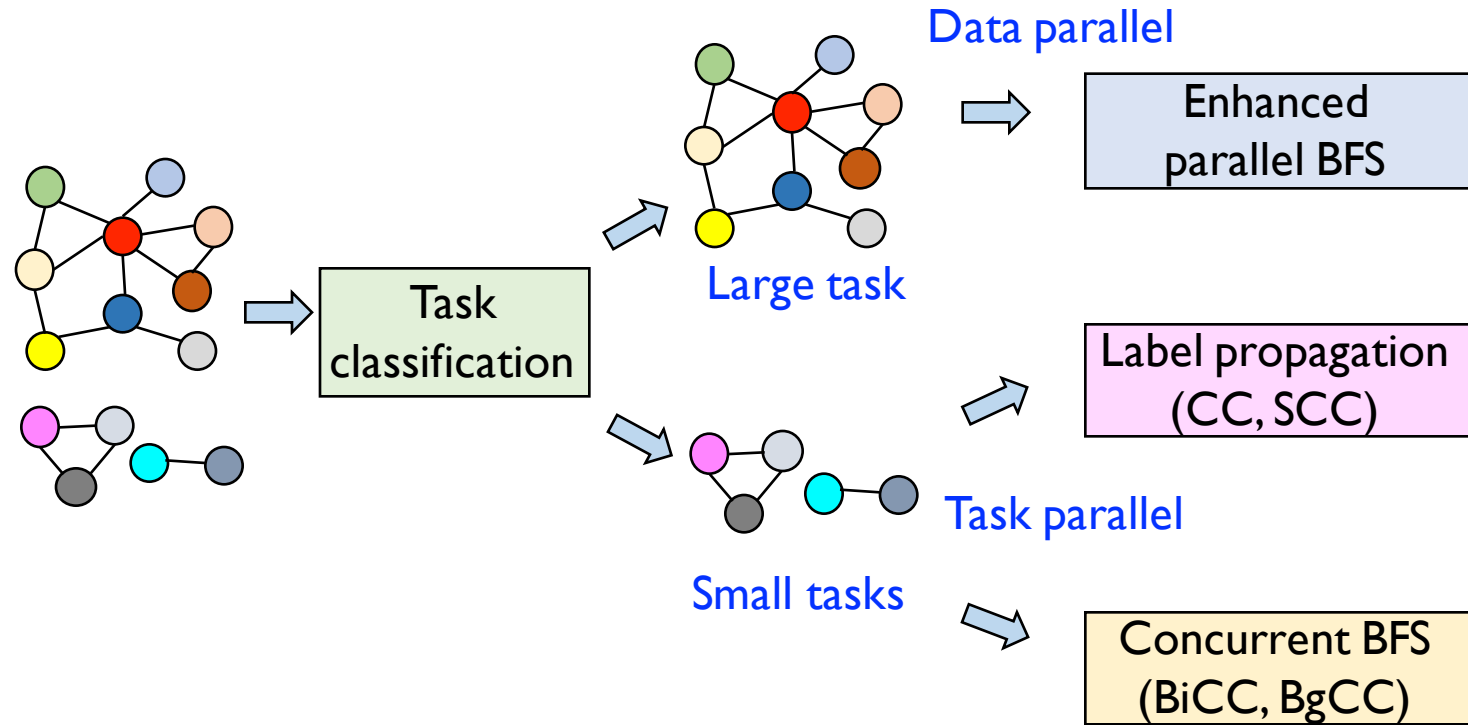 Data parallel
Enhanced
parallel BFS
Large task
Task
classification
Label propagation
(CC, SCC)
Task parallel
Small tasks
Concurrent BFS
(BiCC, BgCC)